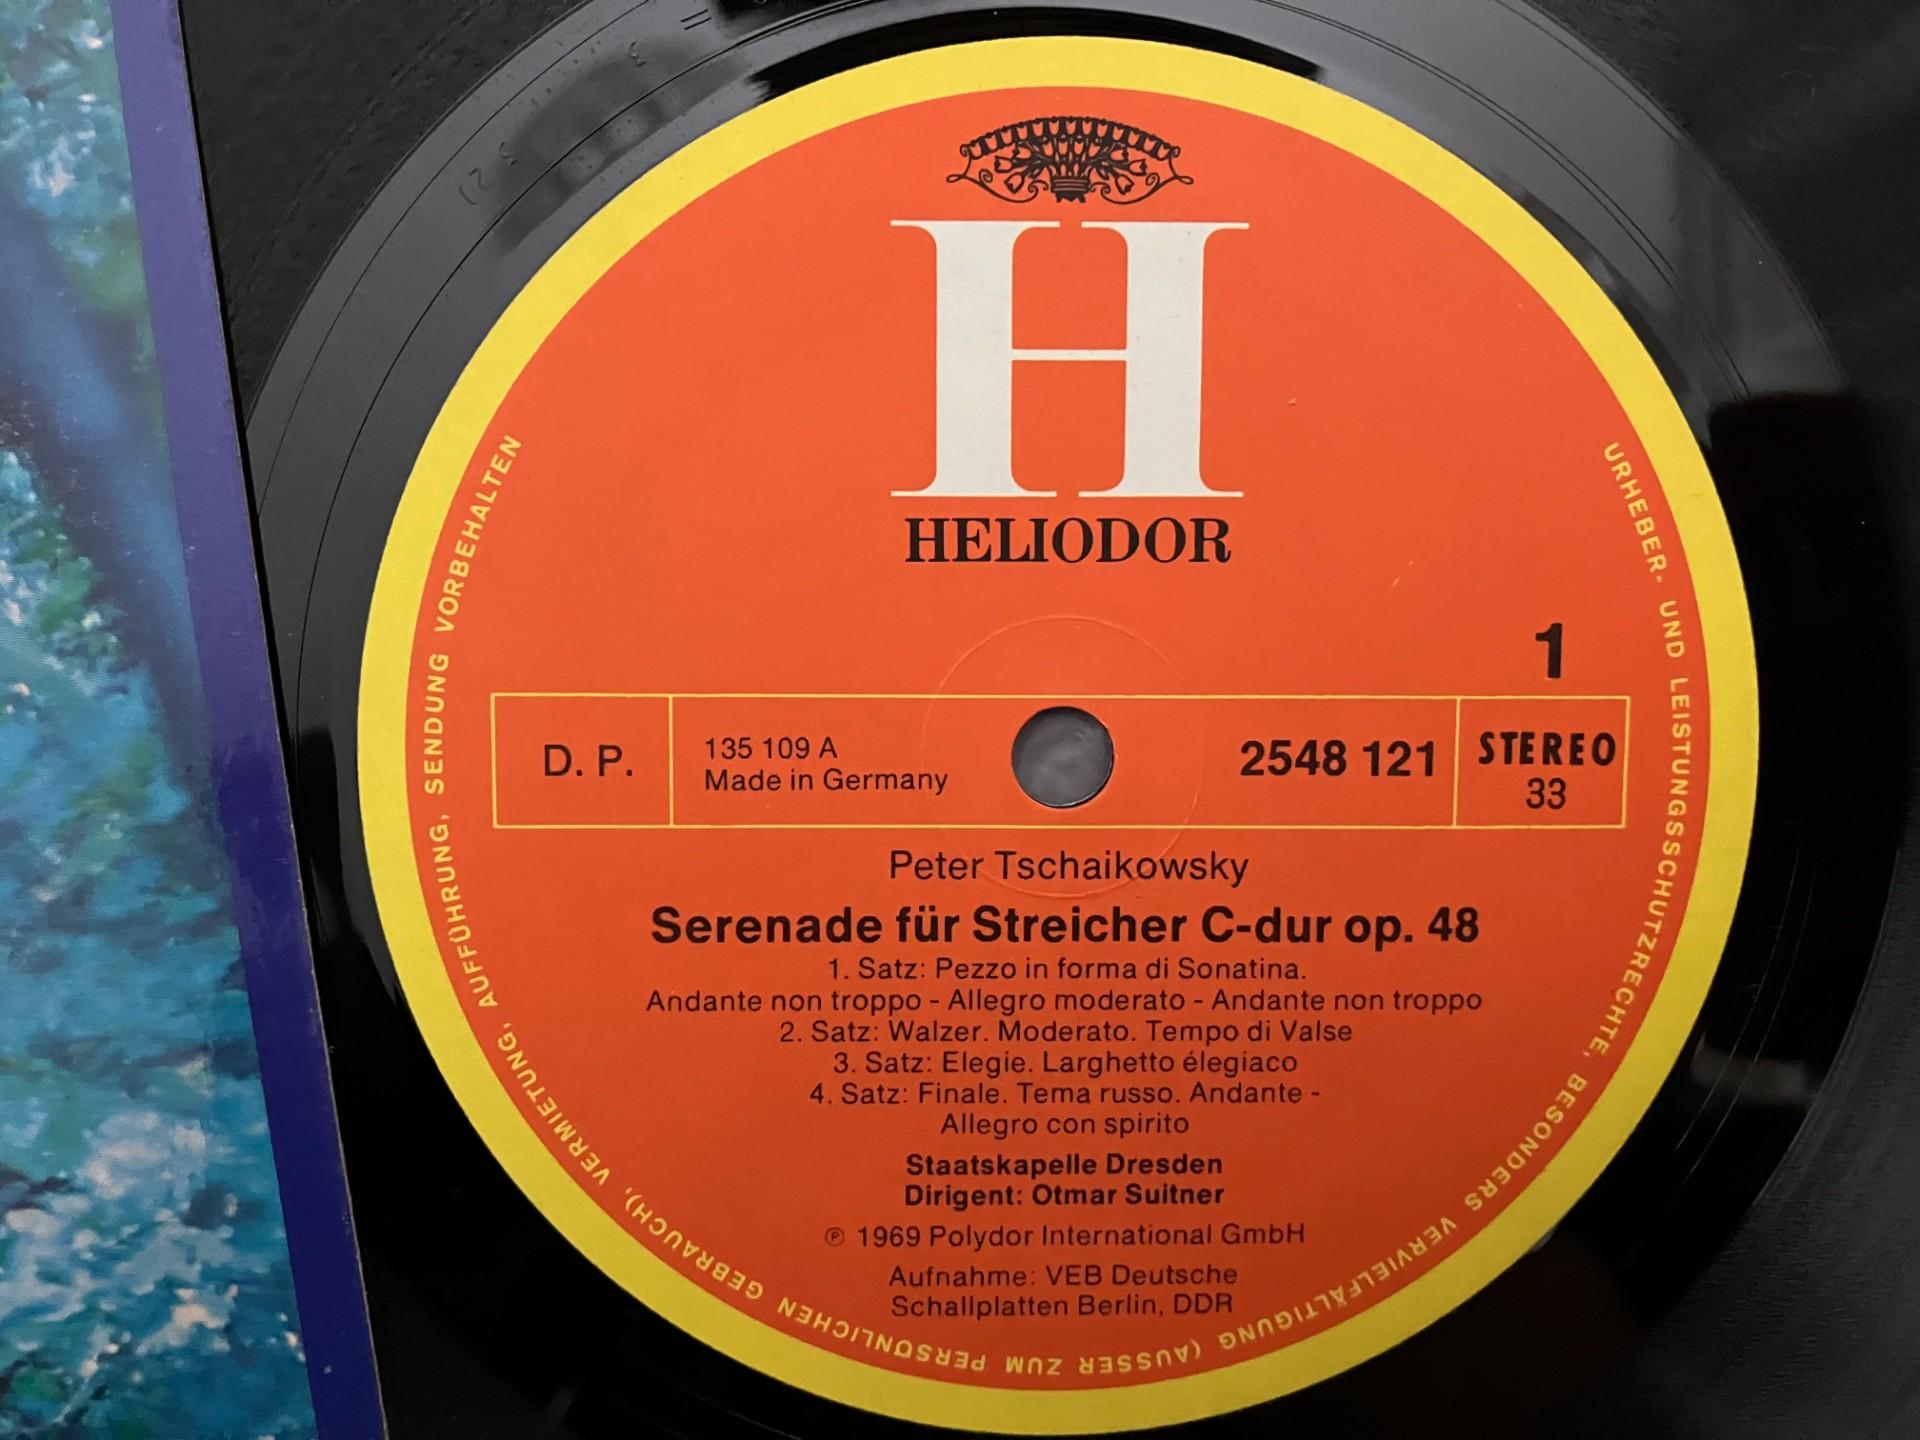 H
HELIODOR
1
D. P.
135 109 A
Made in Germany
2548 121
STEREO
33
Peter Tschaikowsky
Serenade für Streicher C-dur op. 48
1. Satz: Pezzo in forma di Sonatina.
Andante non troppo - Allegro moderato - Andante non troppo
2. Satz: Walzer. Moderato. Tempo di Valse
3. Satz: Elegie. Larghetto élegiaco
4. Satz: Finale. Tema russo. Andante -
Allegro con spirito
Staatskapelle Dresden
Dirigent: Otmar Suitner
℗ 1969 Polydor International GmbH
Aufnahme: VEB Deutsche
Schallplatten Berlin, DDR
URHEBER- UND LEISTUNGSSCHUTZRECHTE, BESONDERS VERVIELFÄLTIGUNG (AUSSER ZUM PERSÖNLICHEN GEBRAUCH), VERMIETUNG, AUFFÜHRUNG, SENDUNG VORBEHALTEN